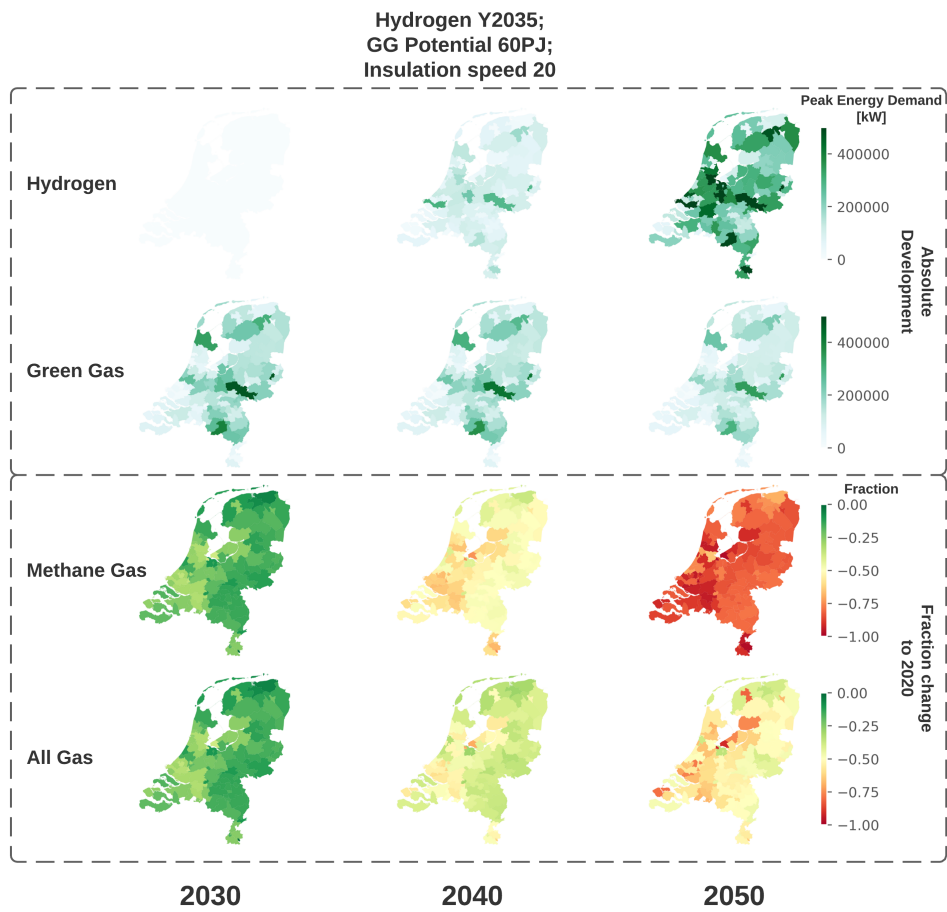 Hydrogen Y2035;
GG Potential 60PJ;
Insulation speed 20
Peak Energy Demand
[kW]
Hydrogen
400000
200000
0
Absolute
Development
Green Gas
400000
200000
0
Fraction
Methane Gas
0.00
−0.25
−0.50
−0.75
−1.00
Fraction change
to 2020
All Gas
0.00
−0.25
−0.50
−0.75
−1.00
2030
2040
2050